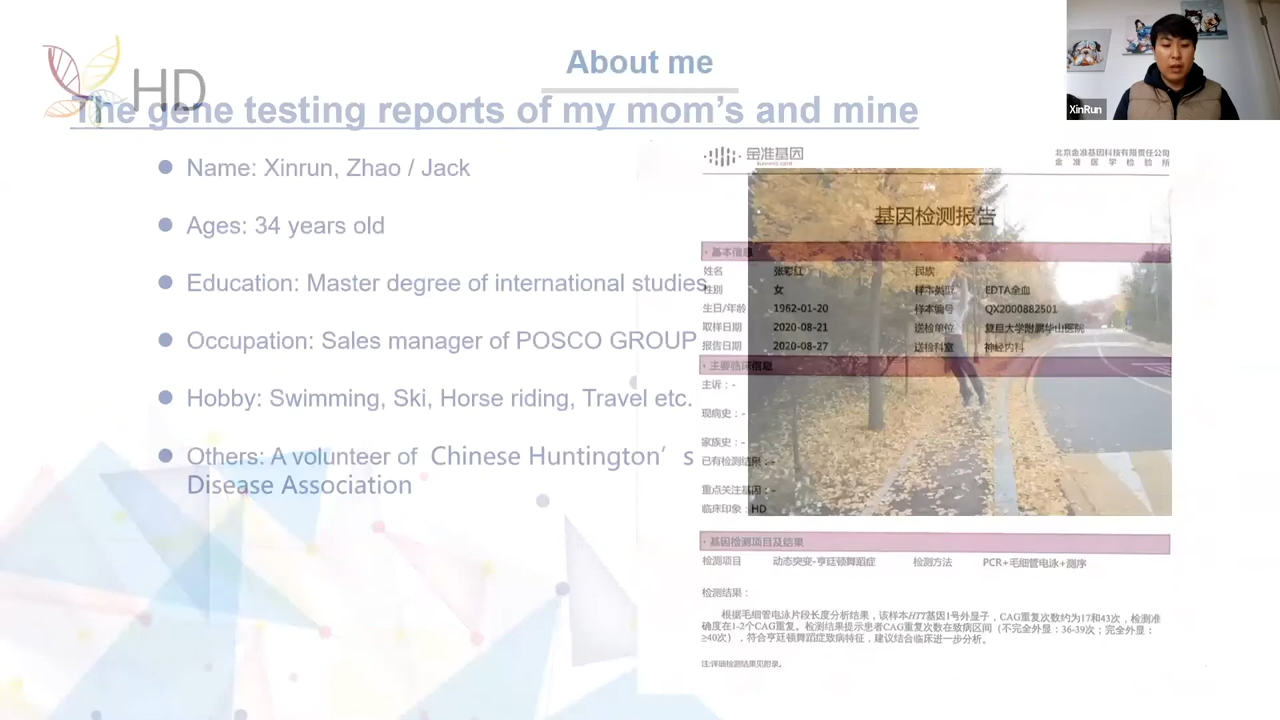 About me
HD
The gene testing reports of my mom's and mine
XinRun
Name: Xinrun, Zhao / Jack
Ages: 34 years old
Education: Master degree of international studies
Occupation: Sales manager of POSCO GROUP
Hobby: Swimming, Ski, Horse riding, Travel etc.
Others: A volunteer of Chinese Huntington's
Disease Association
金准基因
北京金准基因科技有限责任公司
金准医学检验所
基因检测报告
· 基本信息
姓名 张彩红 民族
性别 女 样本类型 EDTA全血
生日/年龄 1962-01-20 样本编号 QX2000882501
取样日期 2020-08-21 送检单位 复旦大学附属华山医院
报告日期 2020-08-27 送检科室 神经内科
· 主要临床信息
主诉：-
现病史：-
家族史：-
已有检测结果：-
重点关注基因：-
临床印象：HD
· 基因检测项目及结果
检测项目 动态突变-亨廷顿舞蹈症 检测方法 PCR+毛细管电泳+测序
检测结果：
根据毛细管电泳片段长度分析结果，该样本HTT基因1号外显子，CAG重复次数约为17和43次，检测准
确度在1-2个CAG重复。检测结果提示患者CAG重复次数在致病区间（不完全外显：36-39次；完全外显：
≥40次），符合亨廷顿舞蹈症致病特征，建议结合临床进一步分析。
注:详细检测结果见附录。